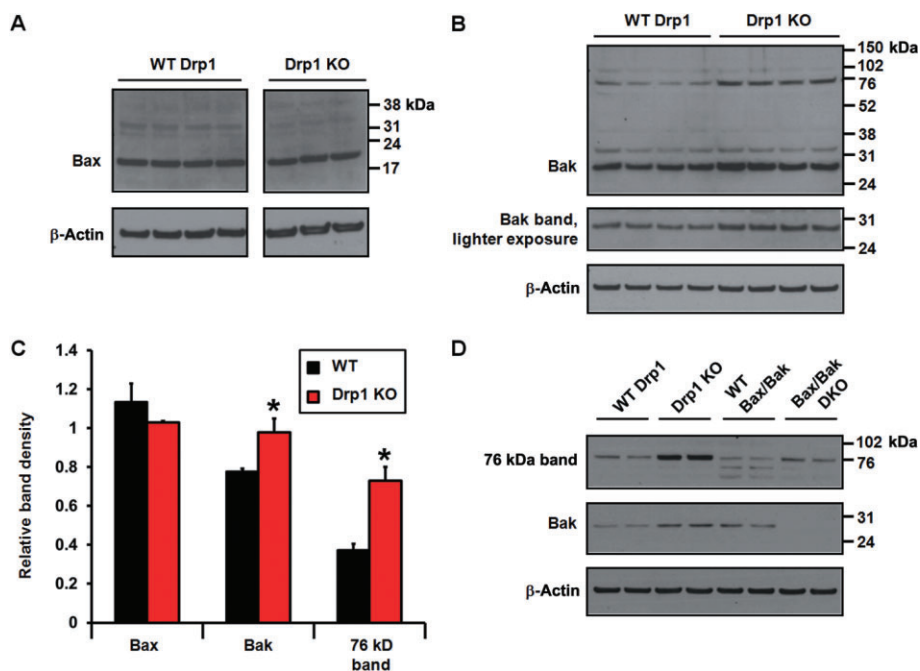 A
WT Drp1
Drp1 KO
38 kDa
31
24
17
Bax
β-Actin
B
WT Drp1
Drp1 KO
150 kDa
102
76
52
38
31
24
Bak
Bak band,
lighter exposure
31
24
β-Actin
C
1.4
1.2
1
0.8
0.6
0.4
0.2
0
Relative band density
WT
Drp1 KO
*
*
Bax
Bak
76 kD
band
D
WT Drp1
Drp1 KO
WT
Bax/Bak
Bax/Bak
DKO
102 kDa
76
76 kDa band
Bak
31
24
β-Actin